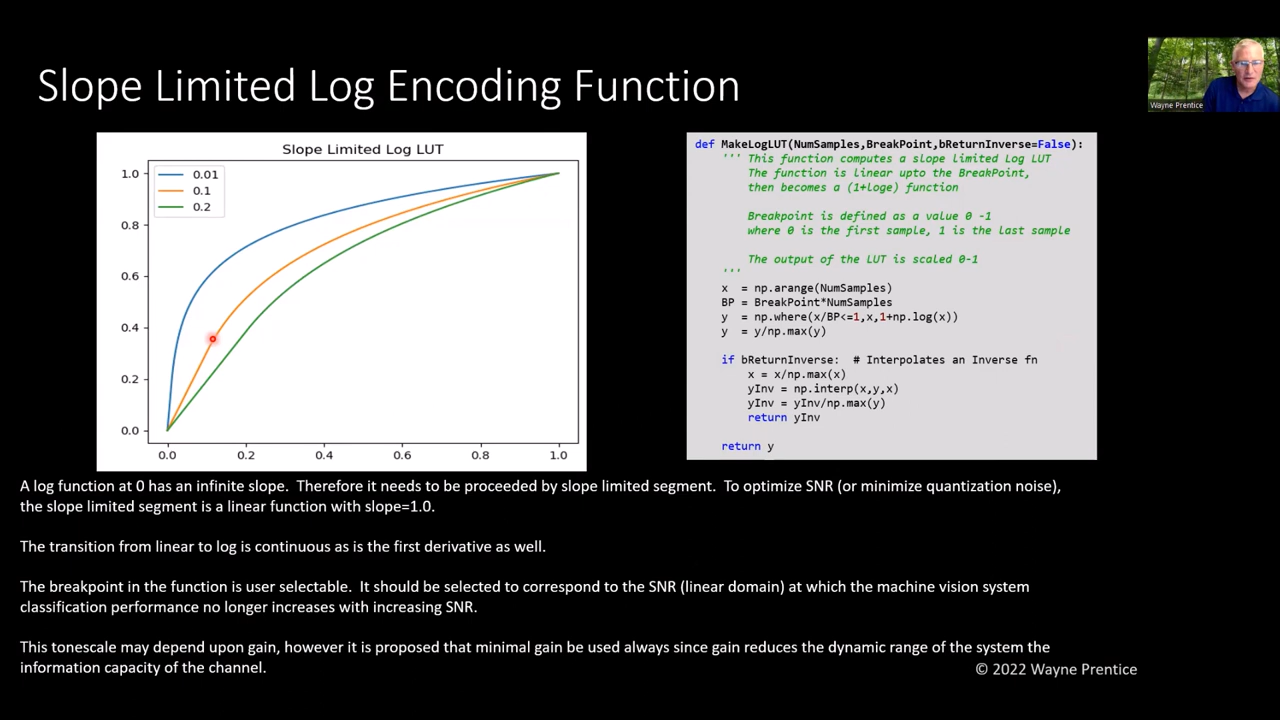 Slope Limited Log Encoding Function
Wayne Prentice
Slope Limited Log LUT
0.01
0.1
0.2
1.0
0.8
0.6
0.4
0.2
0.0
0.0 0.2 0.4 0.6 0.8 1.0
def MakeLogLUT(NumSamples,BreakPoint,bReturnInverse=False):
''' This function computes a slope limited Log LUT
The function is linear upto the BreakPoint,
then becomes a (1+loge) function
Breakpoint is defined as a value 0 -1
where 0 is the first sample, 1 is the last sample
The output of the LUT is scaled 0-1
'''
x = np.arange(NumSamples)
BP = BreakPoint*NumSamples
y = np.where(x/BP<=1,x,1+np.log(x))
y = y/np.max(y)
if bReturnInverse: # Interpolates an Inverse fn
x = x/np.max(x)
yInv = np.interp(x,y,x)
yInv = yInv/np.max(y)
return yInv
return y
A log function at 0 has an infinite slope. Therefore it needs to be proceeded by slope limited segment. To optimize SNR (or minimize quantization noise),
the slope limited segment is a linear function with slope=1.0.
The transition from linear to log is continuous as is the first derivative as well.
The breakpoint in the function is user selectable. It should be selected to correspond to the SNR (linear domain) at which the machine vision system
classification performance no longer increases with increasing SNR.
This tonescale may depend upon gain, however it is proposed that minimal gain be used always since gain reduces the dynamic range of the system the
information capacity of the channel.
© 2022 Wayne Prentice